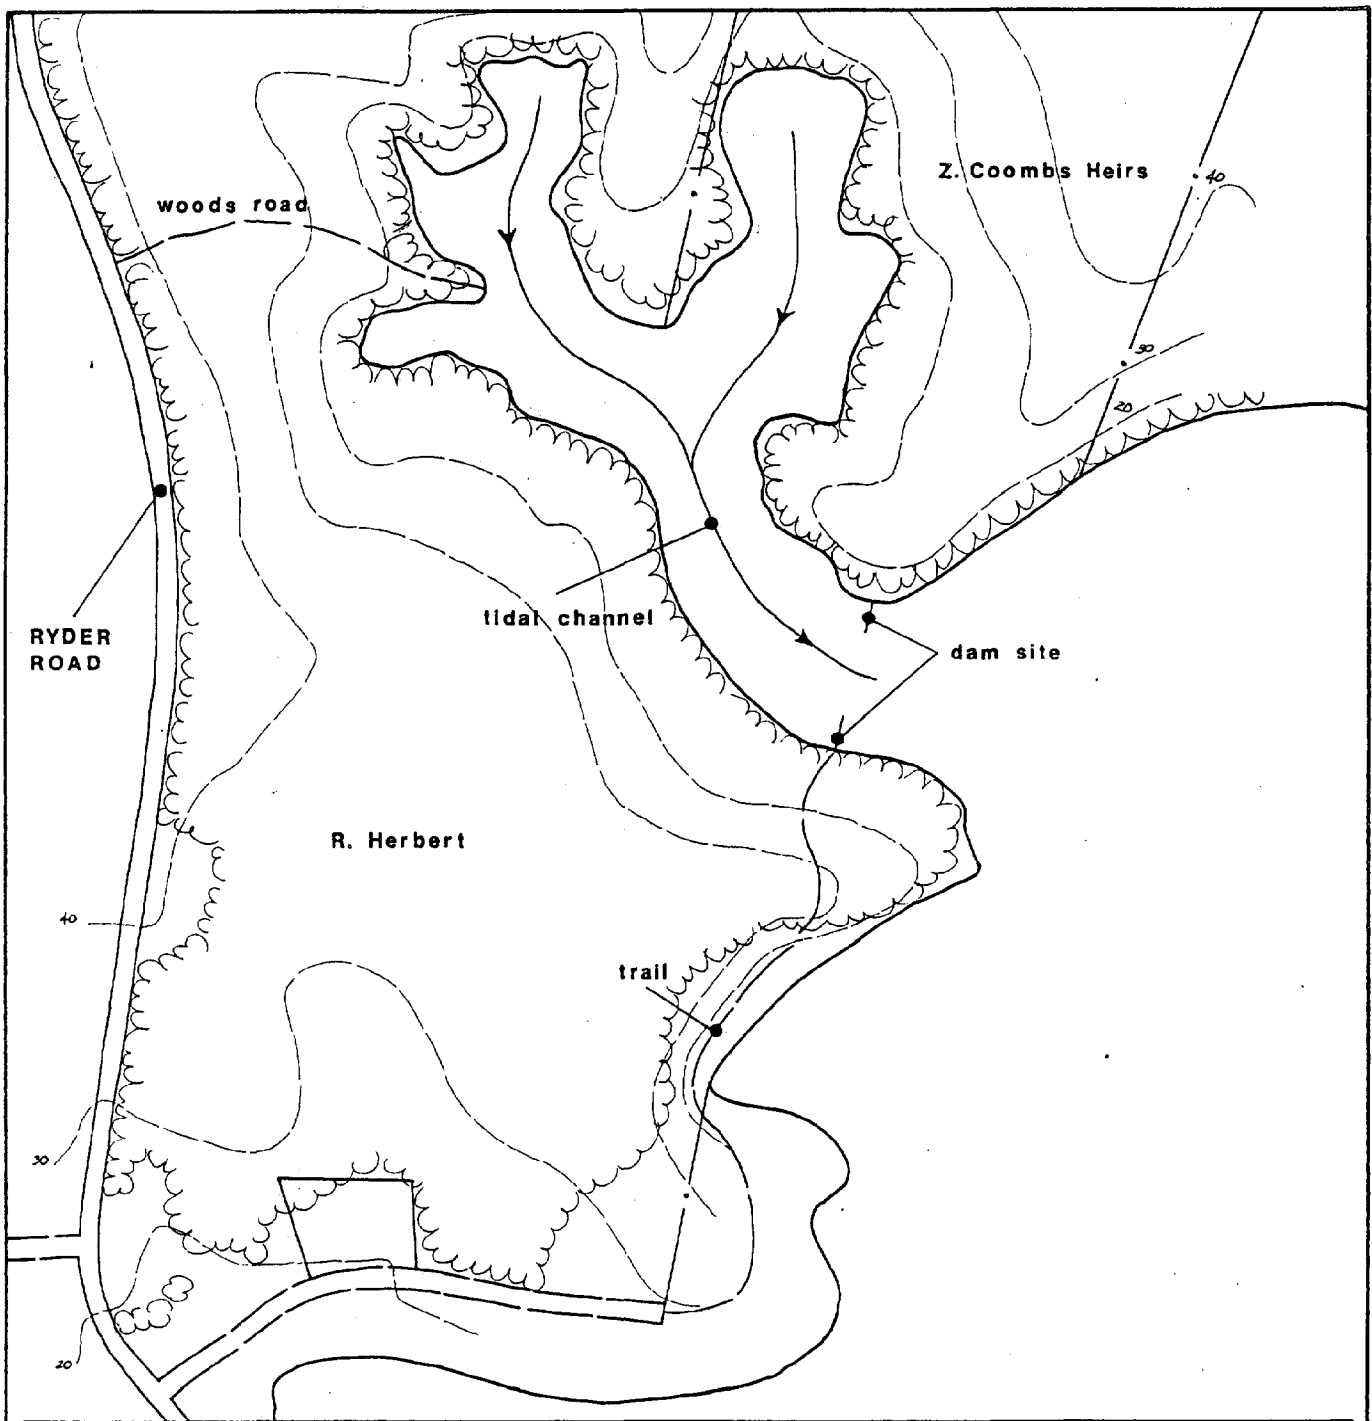 Z. Coombs Heirs
40
woods road
30
20
tidal channel
RYDER
ROAD
dam site
R. Herbert
40
trail
30
20